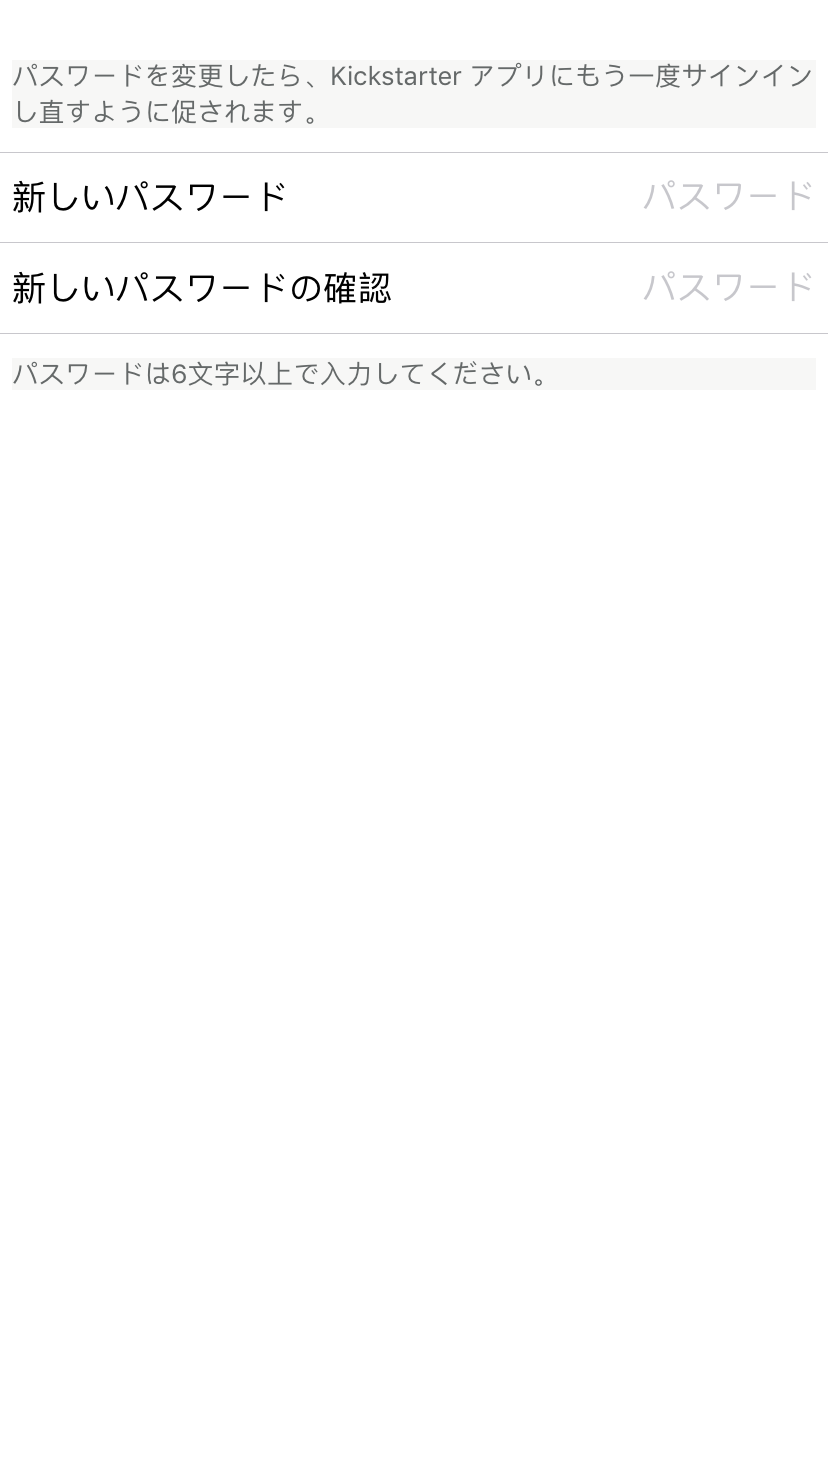 パスワードを変更したら、Kickstarter アプリにもう一度サインイン
し直すように促されます。
新しいパスワード パスワード
新しいパスワードの確認 パスワード
パスワードは6文字以上で入力してください。